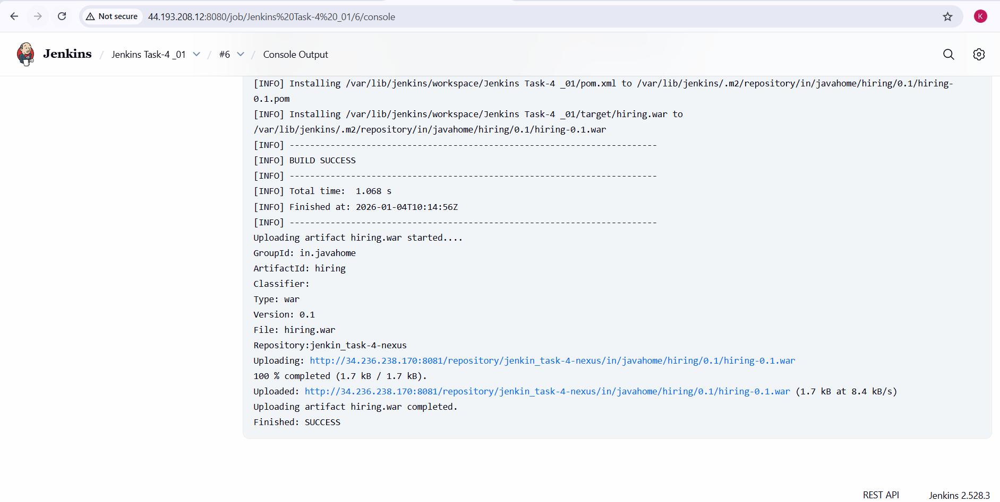 Not secure 44.193.208.12:8080/job/Jenkins%20Task-4%20_01/6/console K
Jenkins / Jenkins Task-4 _01 / #6 / Console Output
[INFO] Installing /var/lib/jenkins/workspace/Jenkins Task-4 _01/pom.xml to /var/lib/jenkins/.m2/repository/in/javahome/hiring/0.1/hiring-
0.1.pom
[INFO] Installing /var/lib/jenkins/workspace/Jenkins Task-4 _01/target/hiring.war to
/var/lib/jenkins/.m2/repository/in/javahome/hiring/0.1/hiring-0.1.war
[INFO] ------------------------------------------------------------------------
[INFO] BUILD SUCCESS
[INFO] ------------------------------------------------------------------------
[INFO] Total time:  1.068 s
[INFO] Finished at: 2026-01-04T10:14:56Z
[INFO] ------------------------------------------------------------------------
Uploading artifact hiring.war started....
GroupId: in.javahome
ArtifactId: hiring
Classifier:
Type: war
Version: 0.1
File: hiring.war
Repository:jenkin_task-4-nexus
Uploading: http://34.236.238.170:8081/repository/jenkin_task-4-nexus/in/javahome/hiring/0.1/hiring-0.1.war
100 % completed (1.7 kB / 1.7 kB).
Uploaded: http://34.236.238.170:8081/repository/jenkin_task-4-nexus/in/javahome/hiring/0.1/hiring-0.1.war (1.7 kB at 8.4 kB/s)
Uploading artifact hiring.war completed.
Finished: SUCCESS
REST API Jenkins 2.528.3